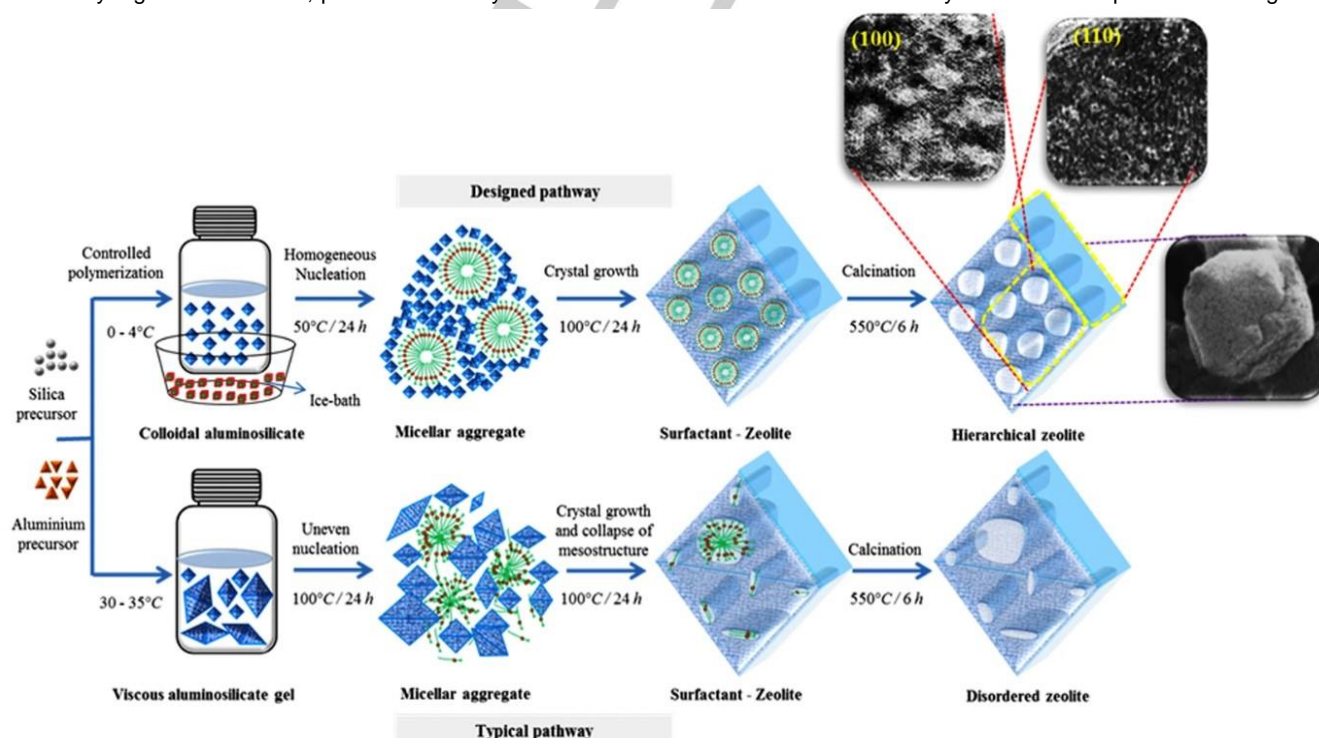 (100)
(110)
Designed pathway
Controlled
polymerization
0 - 4°C
Homogeneous
Nucleation
50°C / 24 h
Crystal growth
100°C / 24 h
Calcination
550°C/6 h
Silica
precursor
Ice-bath
Colloidal aluminosilicate
Micellar aggregate
Surfactant - Zeolite
Hierarchical zeolite
Aluminium
precursor
30 - 35°C
Uneven
nucleation
100°C / 24 h
Crystal growth
and collapse of
mesostructure
100°C / 24 h
Calcination
550°C / 6 h
Viscous aluminosilicate gel
Micellar aggregate
Surfactant - Zeolite
Disordered zeolite
Typical pathway